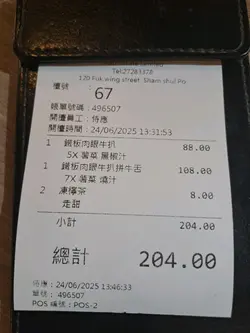 Tel:27283378
120 Fuk wing street, Sham shui Po
檯號 : 67
帳單號碼 : 496507
開檯員工 : 侍應
開檯時間 : 24/06/2025 13:31:53
1 鐵板肉眼牛扒 88.00
5X 薯菜 黑椒汁
1 鐵板肉眼牛扒拼牛舌 108.00
7X 薯菜 燒汁
2 凍檸茶 8.00
走甜
小計 204.00
總計 204.00
侍應 : 24/06/2025 13:46:33
單號 : 496507
POS 編號 : POS-2